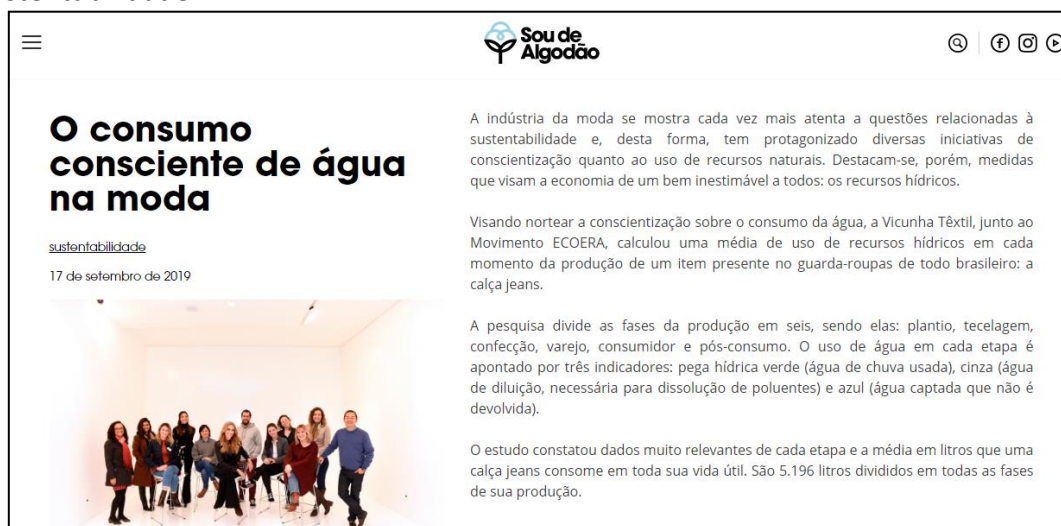 Sou de
Algodão
O consumo
consciente de água
na moda
sustentabilidade
17 de setembro de 2019
A indústria da moda se mostra cada vez mais atenta a questões relacionadas à
sustentabilidade e, desta forma, tem protagonizado diversas iniciativas de
conscientização quanto ao uso de recursos naturais. Destacam-se, porém, medidas
que visam a economia de um bem inestimável a todos: os recursos hídricos.
Visando nortear a conscientização sobre o consumo da água, a Vicunha Têxtil, junto ao
Movimento ECOERA, calculou uma média de uso de recursos hídricos em cada
momento da produção de um item presente no guarda-roupas de todo brasileiro: a
calça jeans.
A pesquisa divide as fases da produção em seis, sendo elas: plantio, tecelagem,
confecção, varejo, consumidor e pós-consumo. O uso de água em cada etapa é
apontado por três indicadores: pega hídrica verde (água de chuva usada), cinza (água
de diluição, necessária para dissolução de poluentes) e azul (água captada que não é
devolvida).
O estudo constatou dados muito relevantes de cada etapa e a média em litros que uma
calça jeans consome em toda sua vida útil. São 5.196 litros divididos em todas as fases
de sua produção.